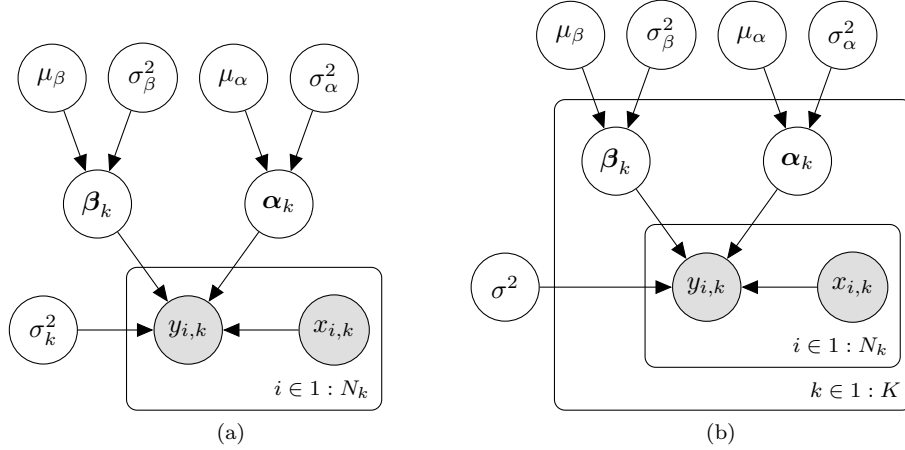 μ_β σ²_β μ_α σ²_α
β_k α_k
σ²_k y_{i,k} x_{i,k}
i ∈ 1 : N_k
(a)
μ_β σ²_β μ_α σ²_α
β_k α_k
σ² y_{i,k} x_{i,k}
i ∈ 1 : N_k
k ∈ 1 : K
(b)